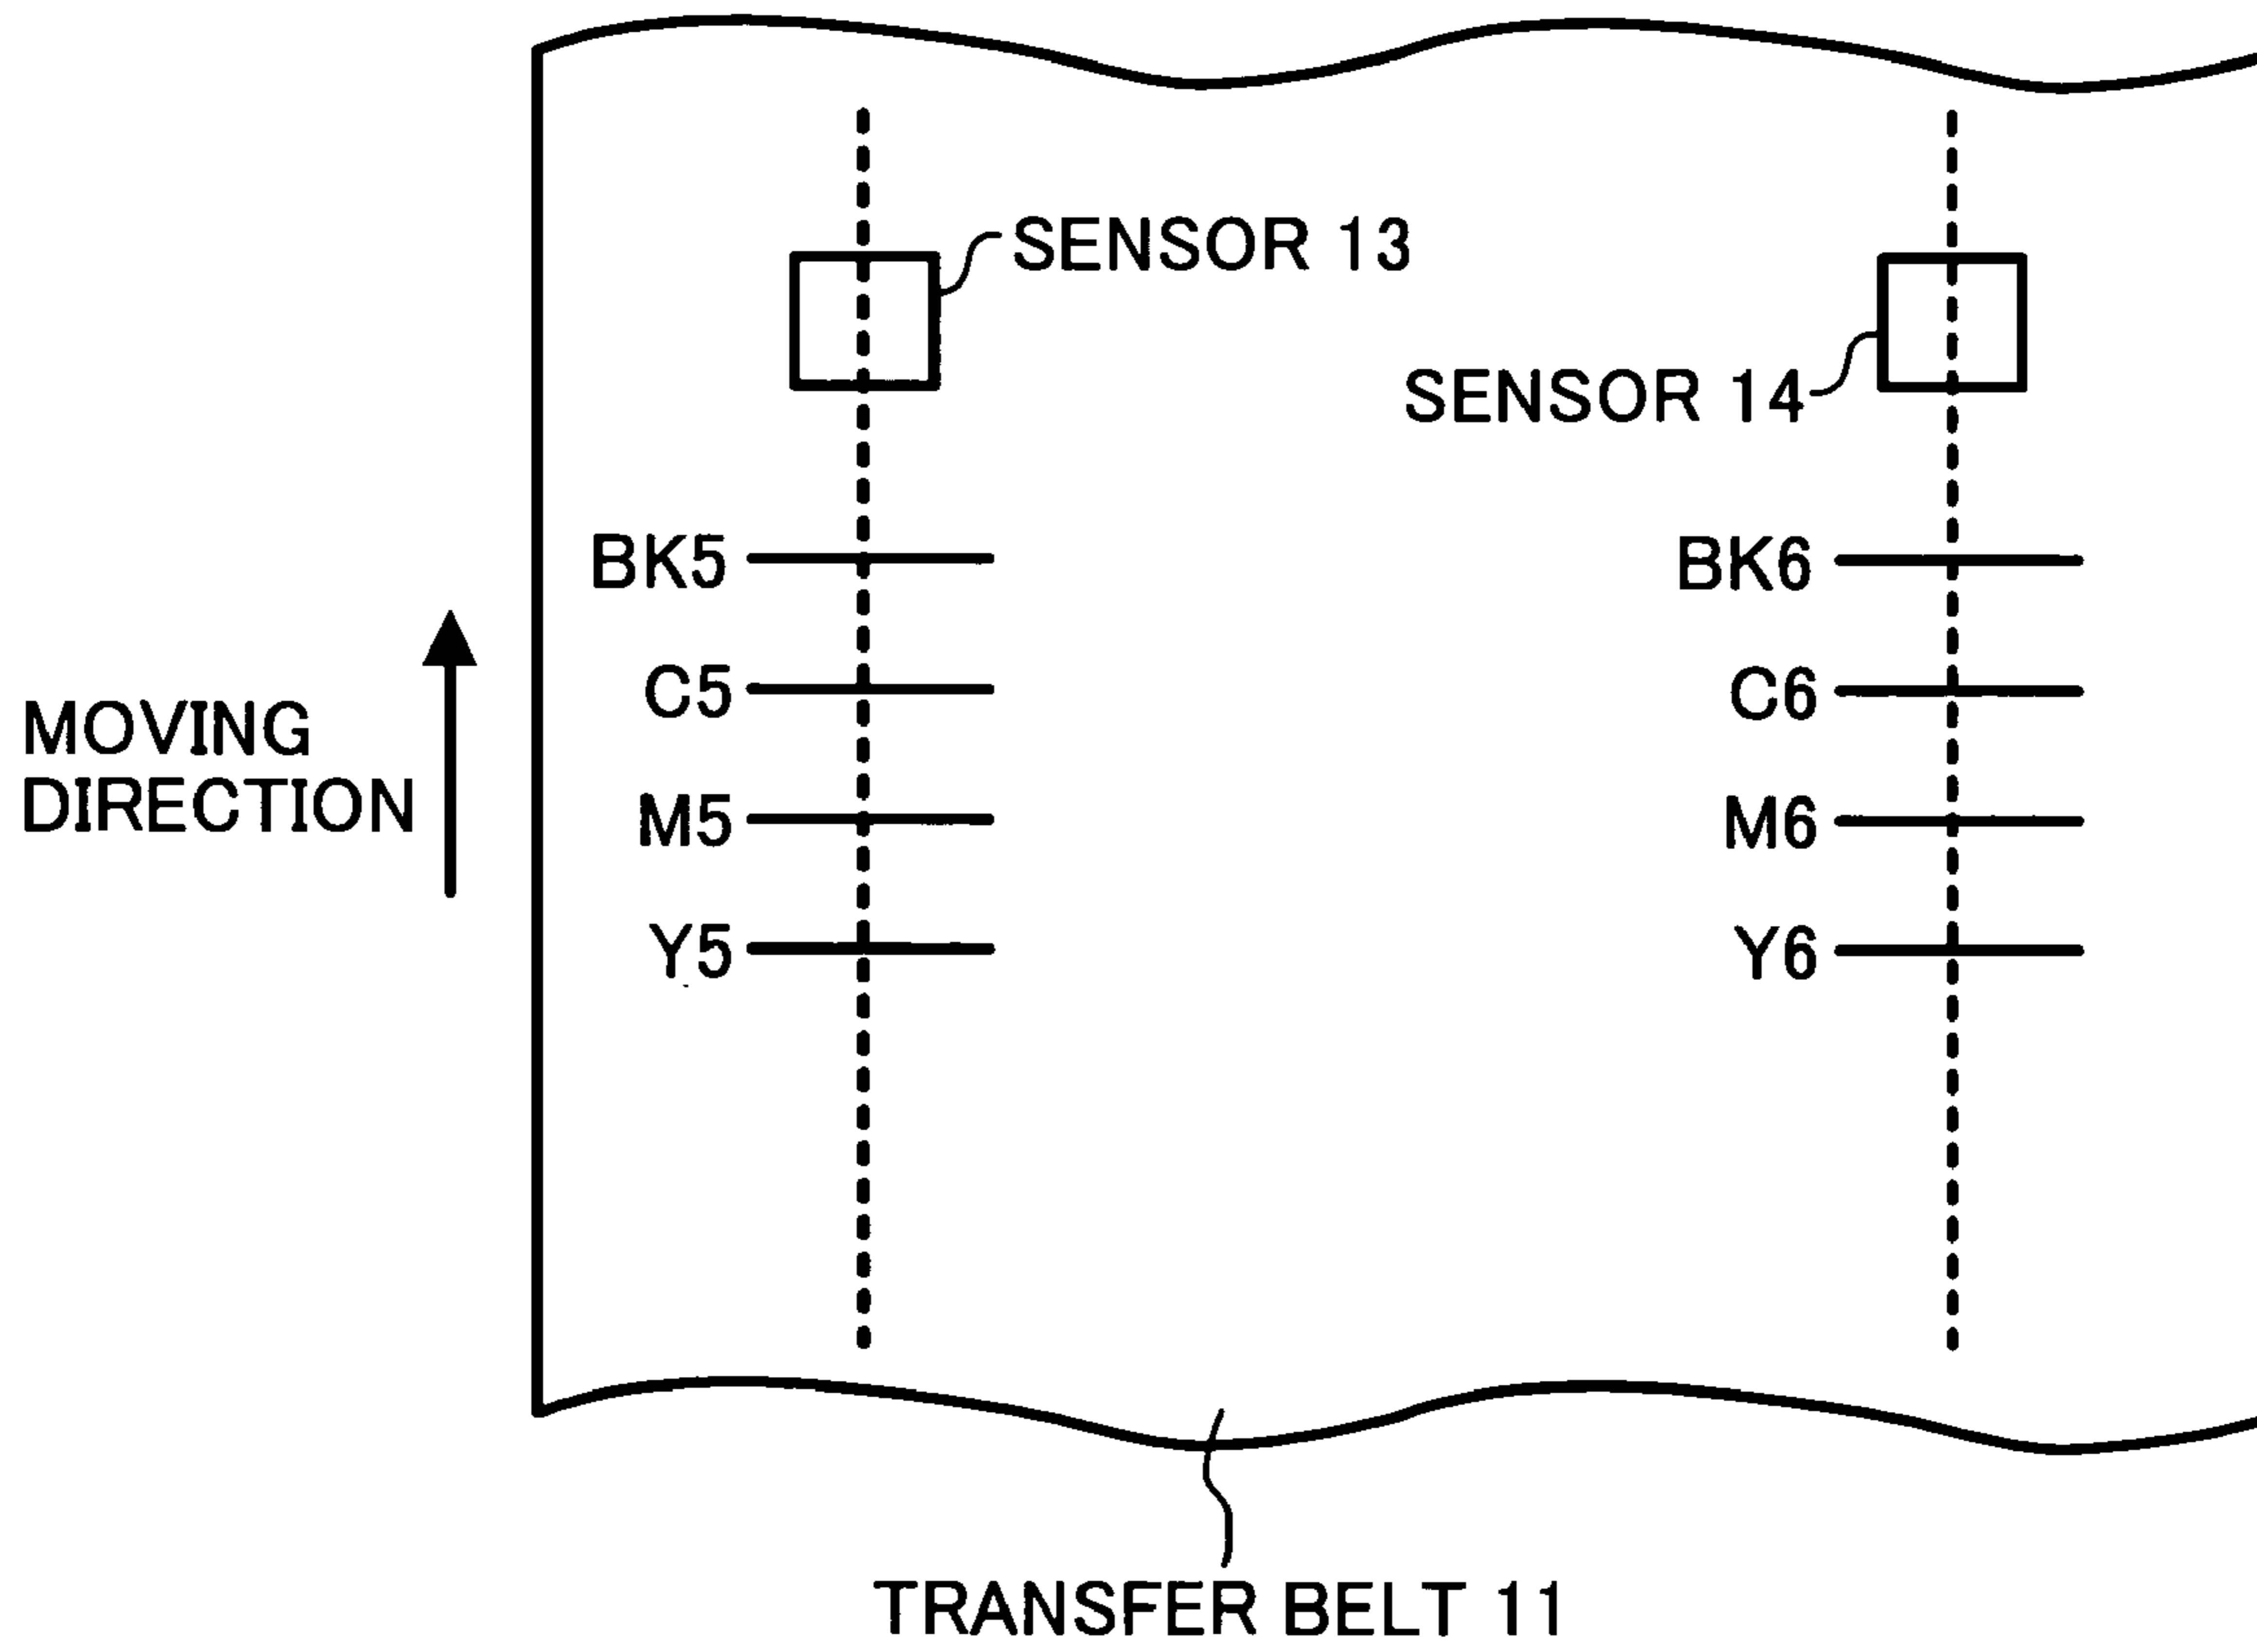 SENSOR 13
SENSOR 14
BK5
BK6
C5
C6
MOVING
DIRECTION
M5
M6
Y5
Y6
TRANSFER BELT 11